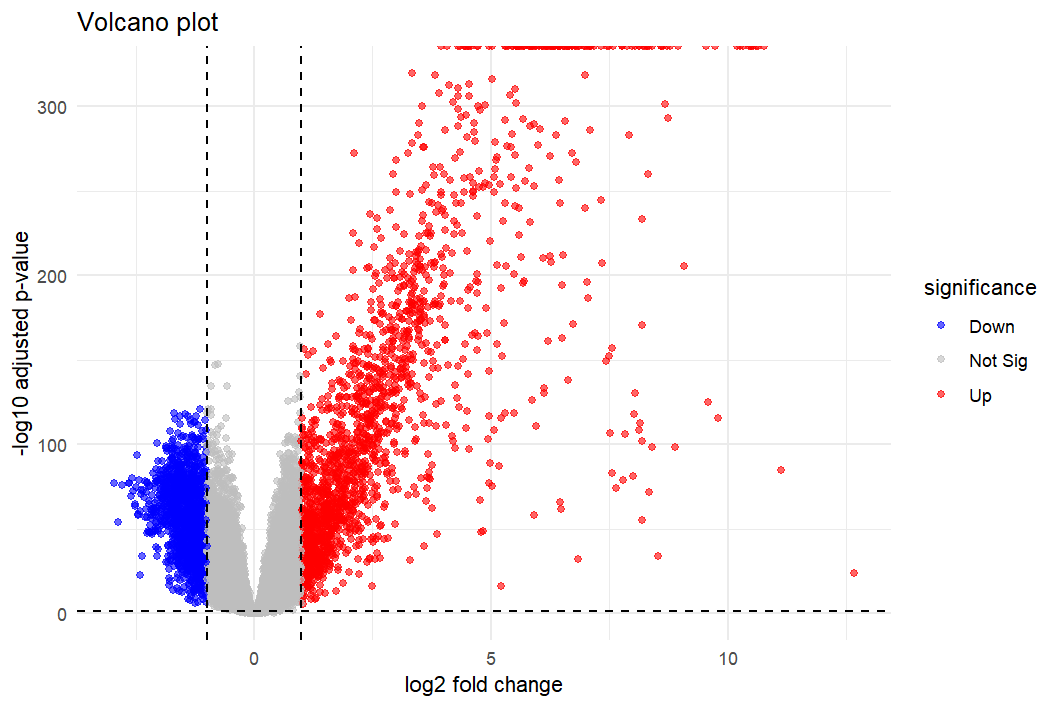 Volcano plot
300
200
100
0
-log10 adjusted p-value
0 5 10
log2 fold change
significance
Down
Not Sig
Up